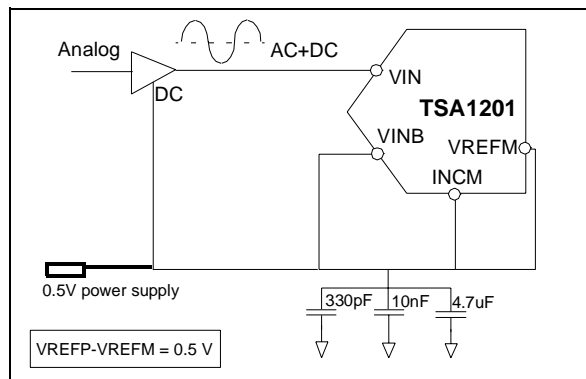 Analog
AC+DC
DC
VIN
TSA1201
VINB
VREFM
INCM
0.5V power supply
330pF
10nF
4.7uF
VREFP-VREFM = 0.5 V